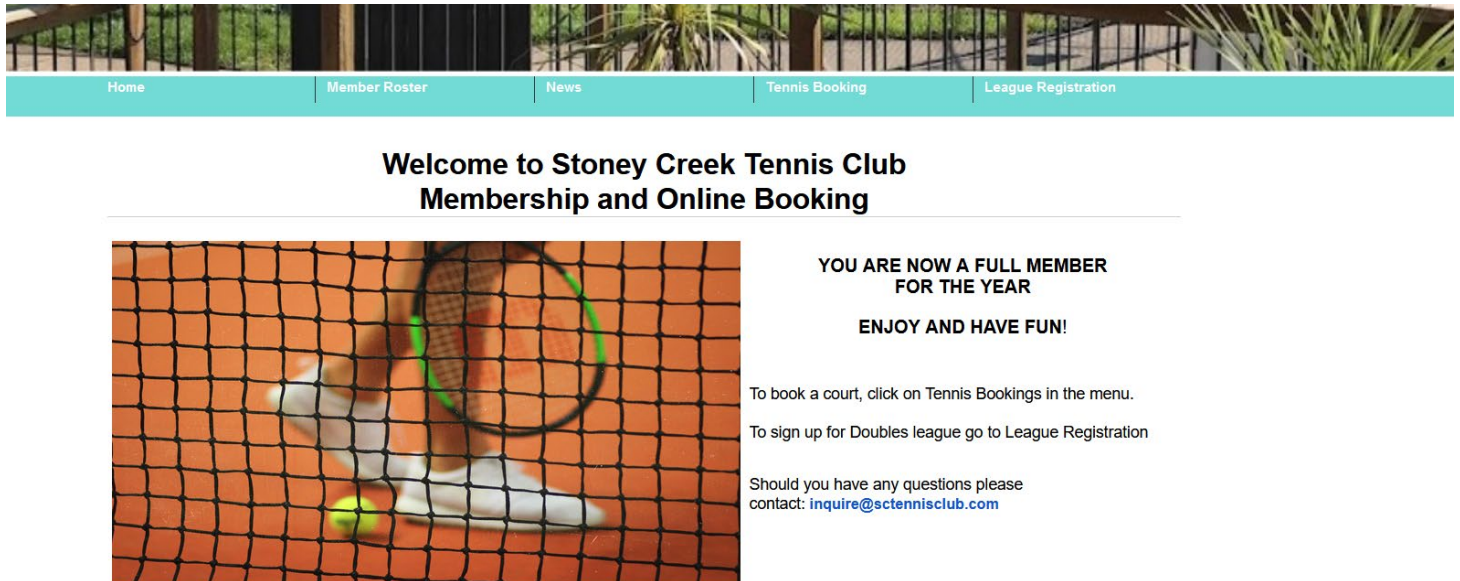 Home
Member Roster
News
Tennis Booking
League Registration
Welcome to Stoney Creek Tennis Club
Membership and Online Booking
YOU ARE NOW A FULL MEMBER
FOR THE YEAR
ENJOY AND HAVE FUN!
To book a court, click on Tennis Bookings in the menu.
To sign up for Doubles league go to League Registration
Should you have any questions please
contact: inquire@sctennisclub.com